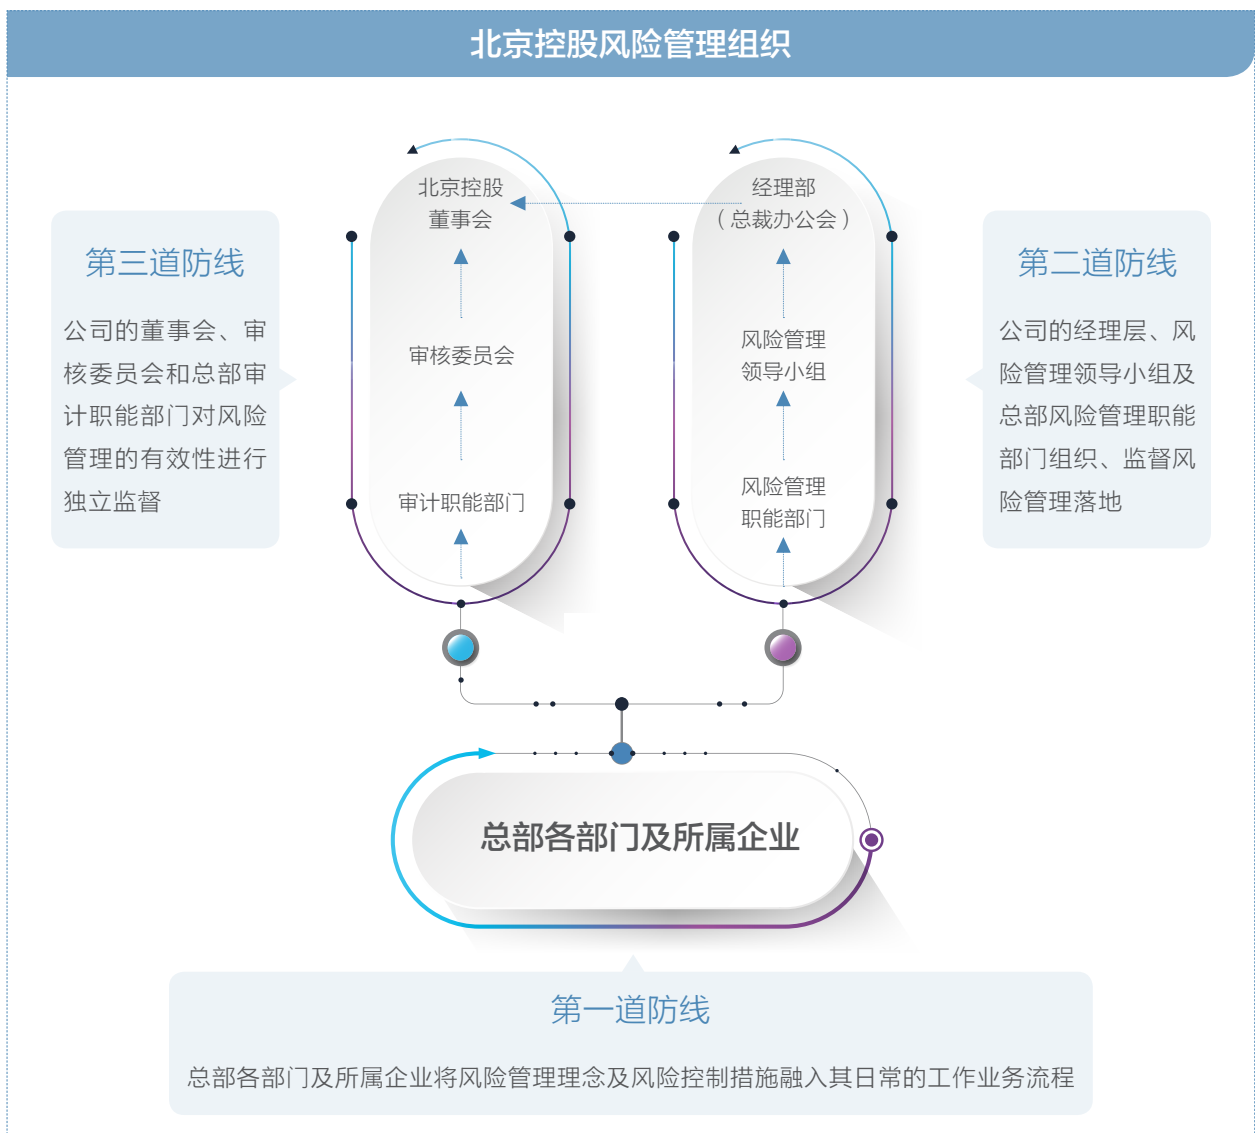 北京控股风险管理组织
北京控股
董事会
审核委员会
审计职能部门
经理部
（总裁办公会）
风险管理
领导小组
风险管理
职能部门
第三道防线
公司的董事会、审
核委员会和总部审
计职能部门对风险
管理的有效性进行
独立监督
第二道防线
公司的经理层、风
险管理领导小组及
总部风险管理职能
部门组织、监督风
险管理落地
总部各部门及所属企业
第一道防线
总部各部门及所属企业将风险管理理念及风险控制措施融入其日常的工作业务流程